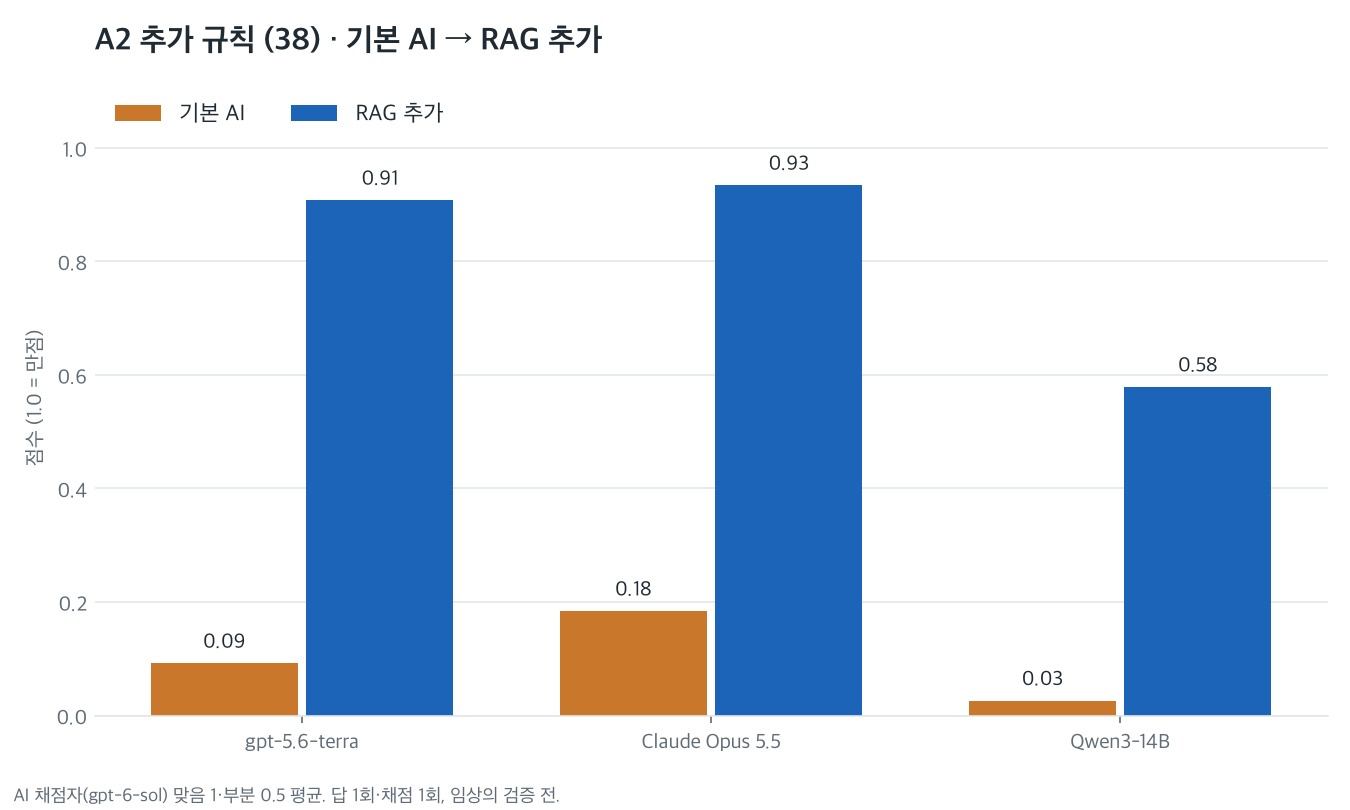 A2 추가 규칙 (38) · 기본 AI → RAG 추가
기본 AI
RAG 추가
점수 (1.0 = 만점)
1.0
0.8
0.6
0.4
0.2
0.0
0.09
0.91
0.18
0.93
0.03
0.58
gpt-5.6-terra
Claude Opus 5.5
Qwen3-14B
AI 채점자(gpt-6-sol) 맞음 1·부분 0.5 평균. 답 1회·채점 1회, 임상의 검증 전.